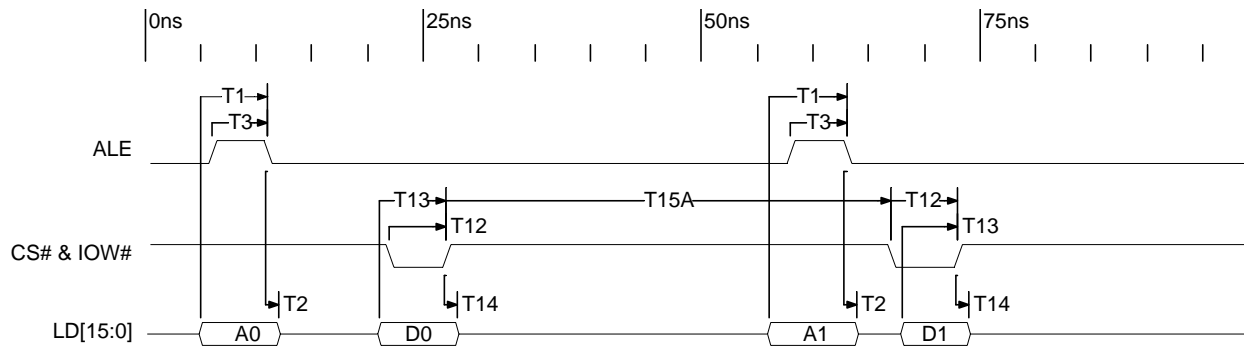 0ns 25ns 50ns 75ns
T1 T1
T3 T3
ALE
T13 T15A T12
T12 T13
CS# & IOW#
T2 T14 T2 T14
LD[15:0] A0 D0 A1 D1